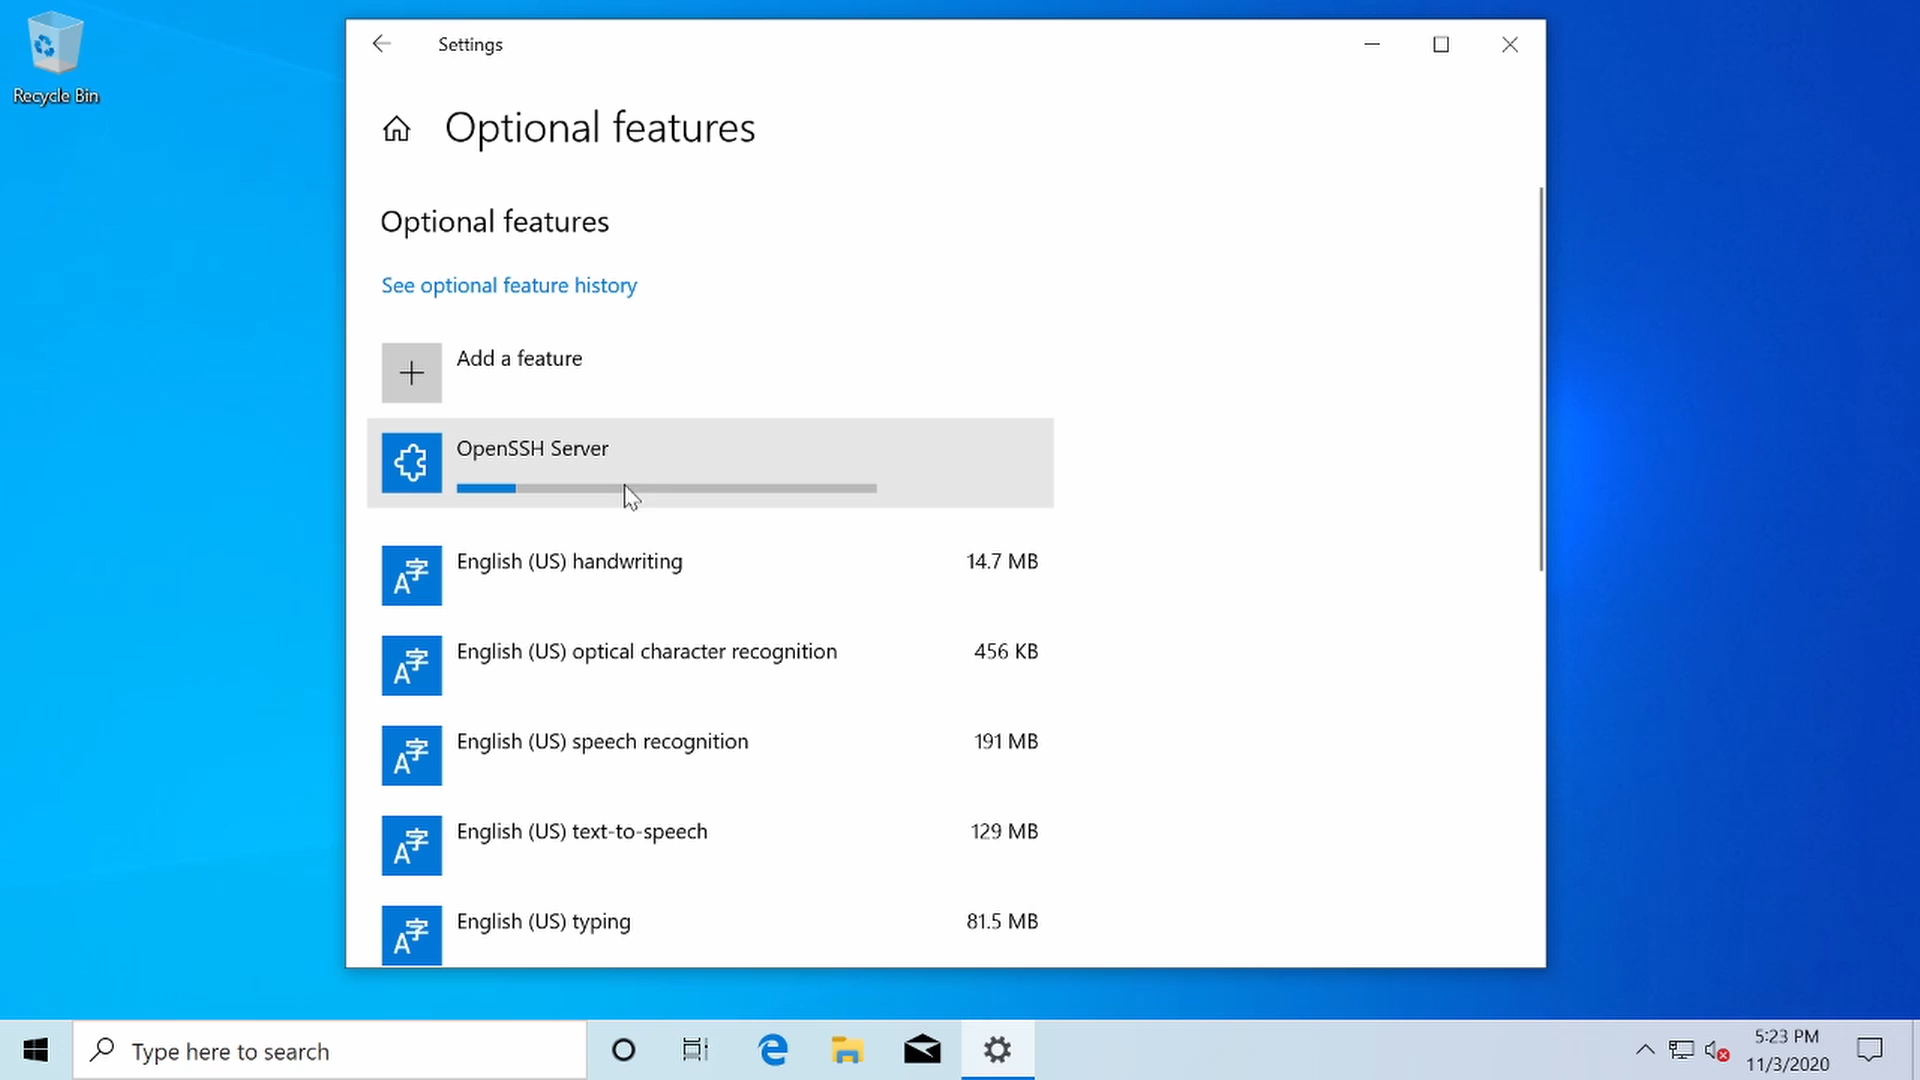 Recycle Bin
Settings
Optional features
Optional features
See optional feature history
Add a feature
OpenSSH Server
English (US) handwriting 14.7 MB
English (US) optical character recognition 456 KB
English (US) speech recognition 191 MB
English (US) text-to-speech 129 MB
English (US) typing 81.5 MB
Type here to search
5:23 PM
11/3/2020